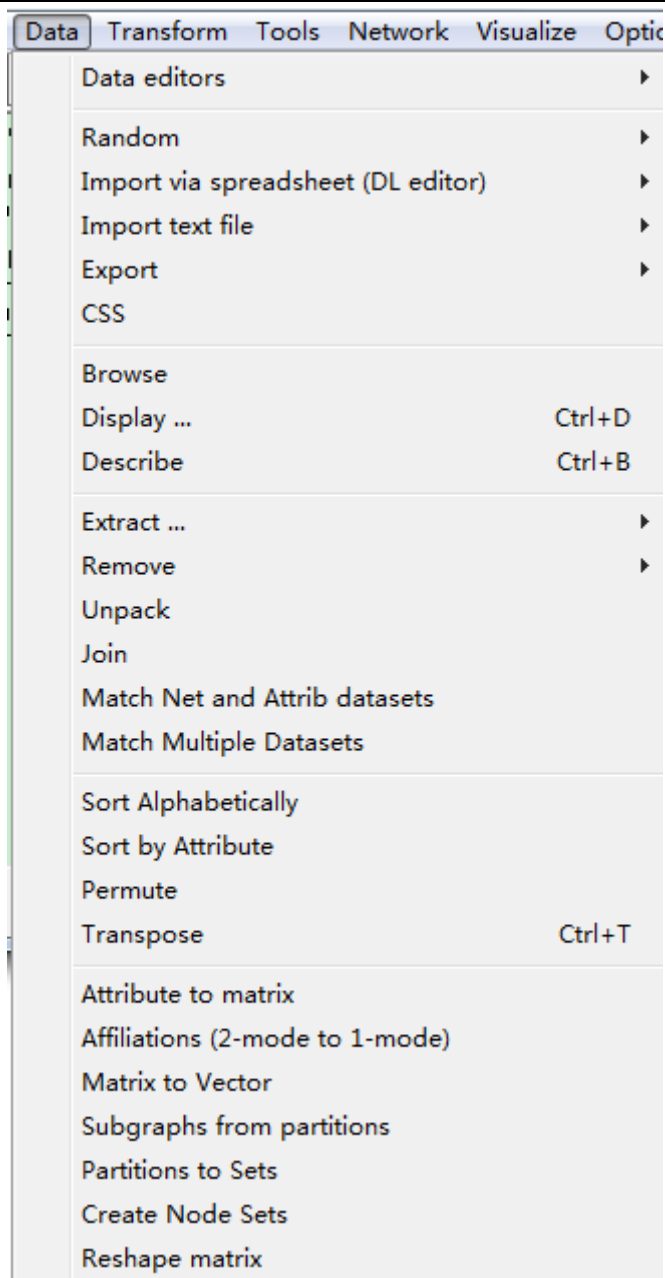 Data Transform Tools Network Visualize Optic
Data editors
Random
Import via spreadsheet (DL editor)
Import text file
Export
CSS
Browse
Display ... Ctrl+D
Describe Ctrl+B
Extract ...
Remove
Unpack
Join
Match Net and Attrib datasets
Match Multiple Datasets
Sort Alphabetically
Sort by Attribute
Permute
Transpose Ctrl+T
Attribute to matrix
Affiliations (2-mode to 1-mode)
Matrix to Vector
Subgraphs from partitions
Partitions to Sets
Create Node Sets
Reshape matrix